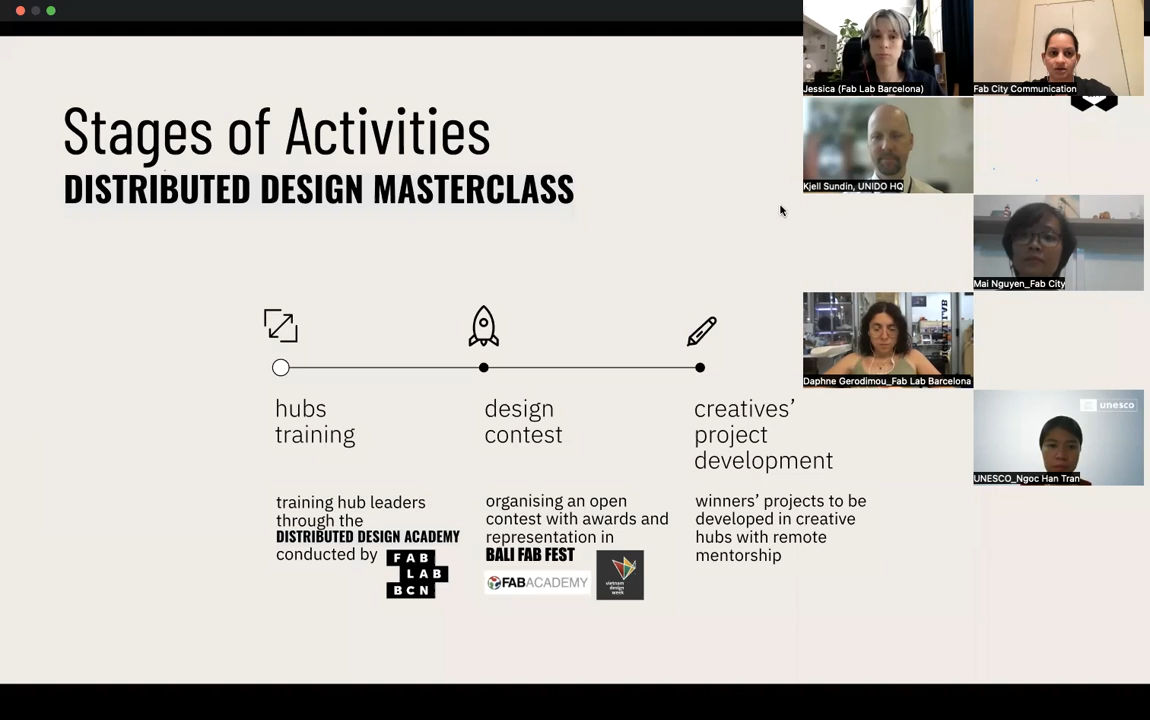 Stages of Activities
DISTRIBUTED DESIGN MASTERCLASS
hubs
training
training hub leaders
through the
DISTRIBUTED DESIGN ACADEMY
conducted by
FAB
LAB
BCN
design
contest
organising an open
contest with awards and
representation in
BALI FAB FEST
FABACADEMY
vietnam
design
week
creatives’
project
development
winners’ projects to be
developed in creative
hubs with remote
mentorship
Jessica (Fab Lab Barcelona)
Fab City Communication
Kjell Sundin, UNIDO HQ
Mai Nguyen_Fab City
Daphne Gerodimou_Fab Lab Barcelona
unesco
UNESCO_Ngoc Han Tran